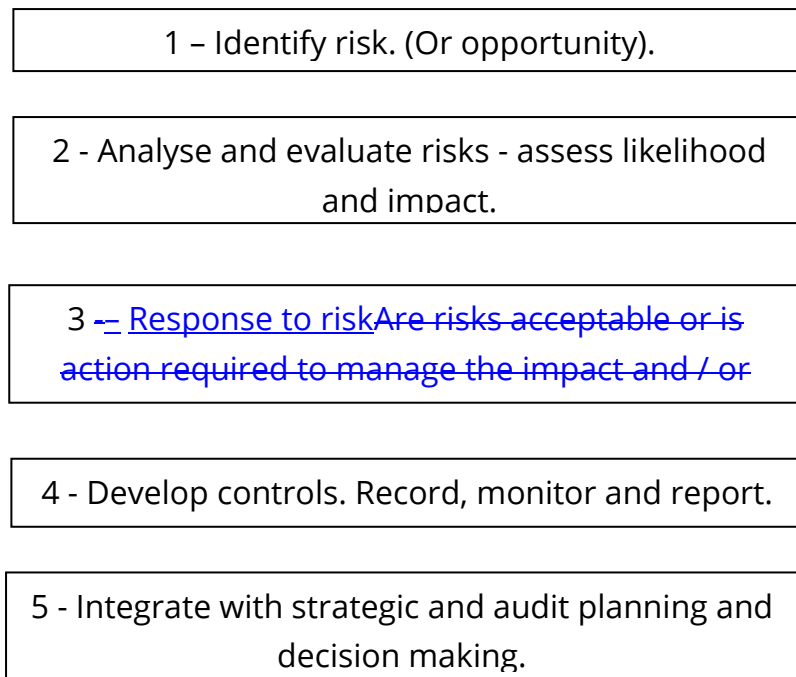 1 – Identify risk. (Or opportunity).
2 - Analyse and evaluate risks - assess likelihood
and impact.
3 -– Response to riskAre risks acceptable or is
action required to manage the impact and / or
4 - Develop controls. Record, monitor and report.
5 - Integrate with strategic and audit planning and
decision making.